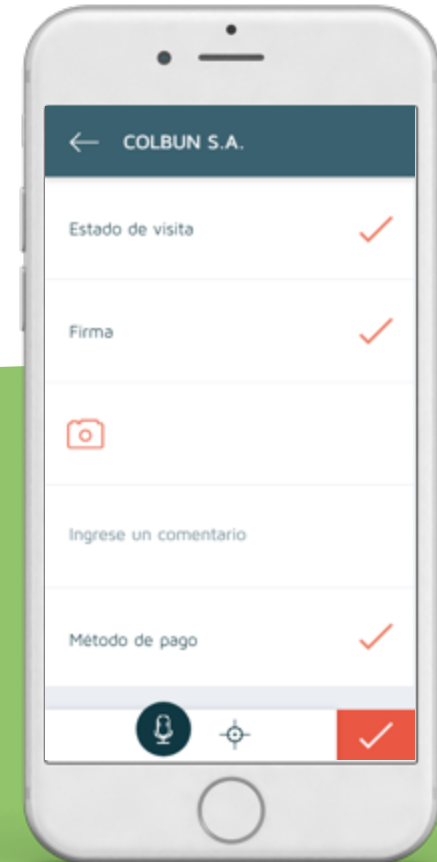 COLBUN S.A.
Estado de visita
Firma
Ingrese un comentario
Método de pago